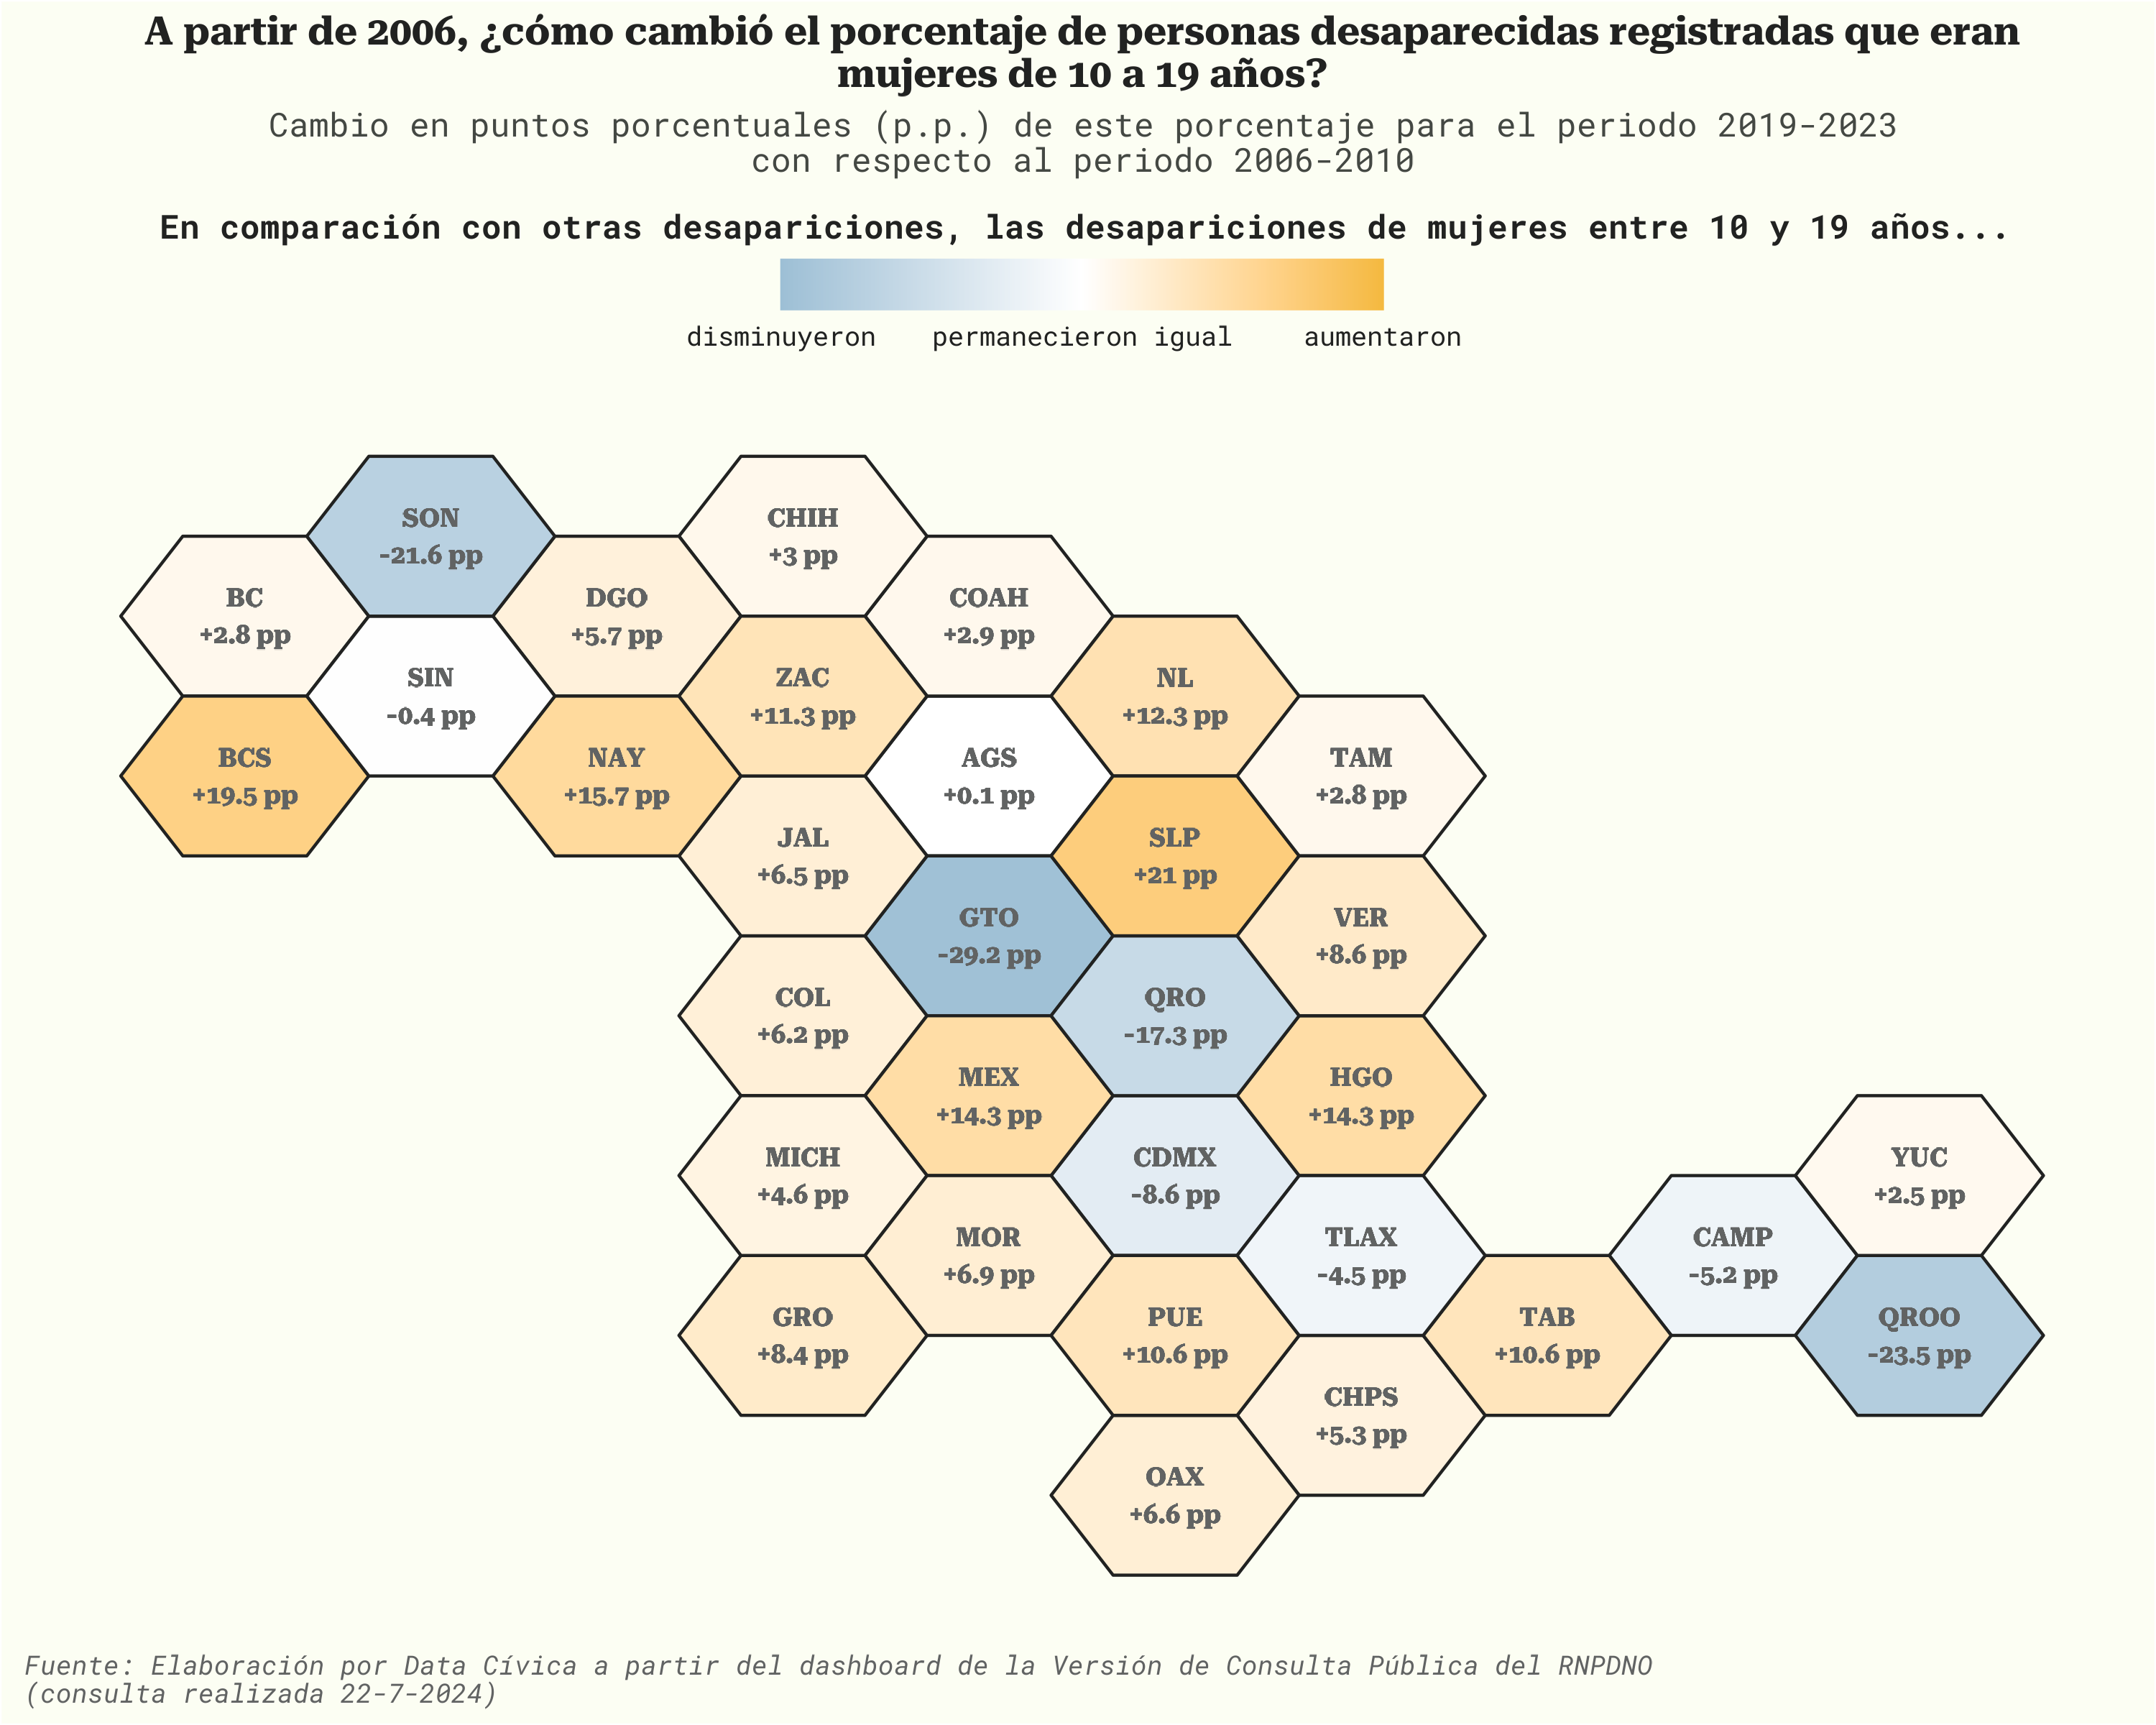 A partir de 2006, ¿cómo cambió el porcentaje de personas desaparecidas registradas que eran
mujeres de 10 a 19 años?
Cambio en puntos porcentuales (p.p.) de este porcentaje para el periodo 2019-2023
con respecto al periodo 2006-2010
En comparación con otras desapariciones, las desapariciones de mujeres entre 10 y 19 años...
disminuyeron permanecieron igual aumentaron
SON
-21.6 pp
CHIH
+3 pp
BC
+2.8 pp
DGO
+5.7 pp
COAH
+2.9 pp
SIN
-0.4 pp
ZAC
+11.3 pp
NL
+12.3 pp
BCS
+19.5 pp
NAY
+15.7 pp
AGS
+0.1 pp
TAM
+2.8 pp
JAL
+6.5 pp
SLP
+21 pp
GTO
-29.2 pp
VER
+8.6 pp
COL
+6.2 pp
QRO
-17.3 pp
MEX
+14.3 pp
HGO
+14.3 pp
MICH
+4.6 pp
CDMX
-8.6 pp
YUC
+2.5 pp
MOR
+6.9 pp
TLAX
-4.5 pp
CAMP
-5.2 pp
GRO
+8.4 pp
PUE
+10.6 pp
TAB
+10.6 pp
QROO
-23.5 pp
CHPS
+5.3 pp
OAX
+6.6 pp
Fuente: Elaboración por Data Cívica a partir del dashboard de la Versión de Consulta Pública del RNPDNO
(consulta realizada 22-7-2024)